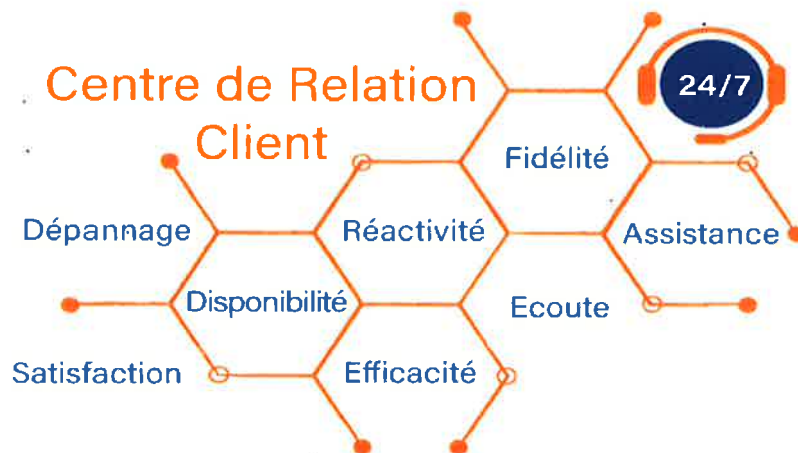 Centre de Relation
Client
24/7
Fidélité
Dépannage
Réactivité
Assistance
Disponibilité
Ecoute
Satisfaction
Efficacité